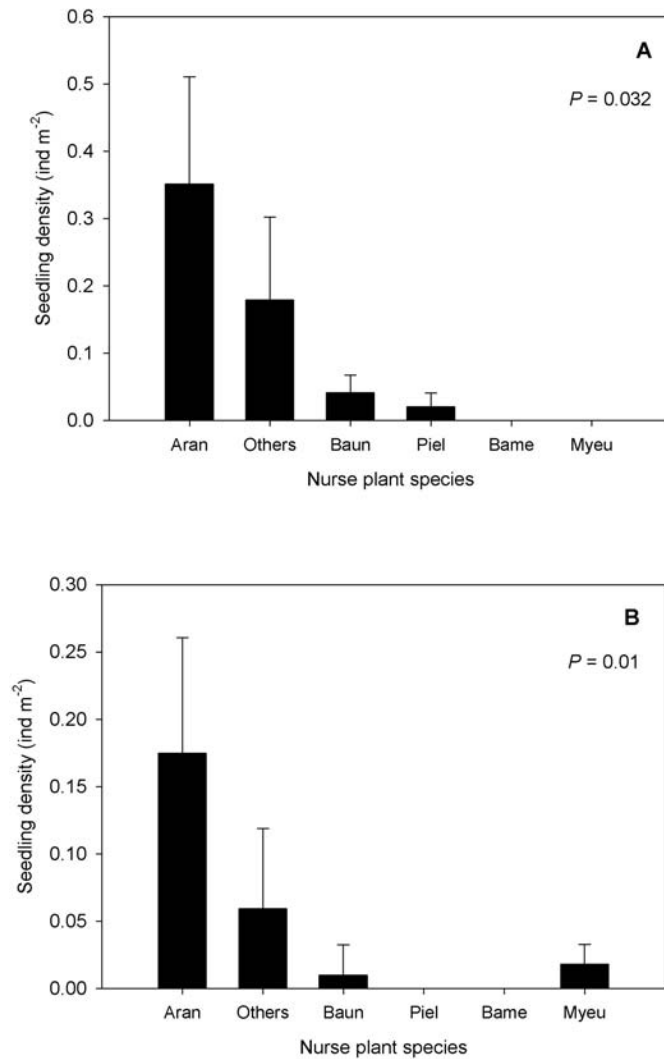 A
P = 0.032
Seedling density (ind m⁻²)
0.6
0.5
0.4
0.3
0.2
0.1
0.0
Aran Others Baun Piel Bame Myeu
Nurse plant species
B
P = 0.01
Seedling density (ind m⁻²)
0.30
0.25
0.20
0.15
0.10
0.05
0.00
Aran Others Baun Piel Bame Myeu
Nurse plant species